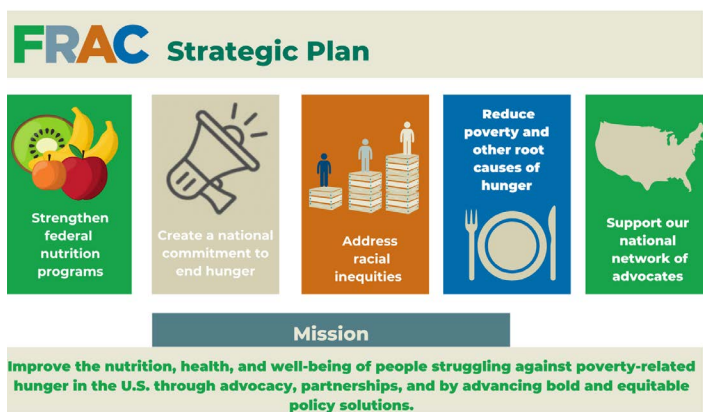 FRAC Strategic Plan
Strengthen
federal
nutrition
programs
Create a national
commitment to
end hunger
Address
racial
inequities
Reduce
poverty and
other root
causes of
hunger
Support our
national
network of
advocates
Mission
Improve the nutrition, health, and well-being of people struggling against poverty-related
hunger in the U.S. through advocacy, partnerships, and by advancing bold and equitable
policy solutions.